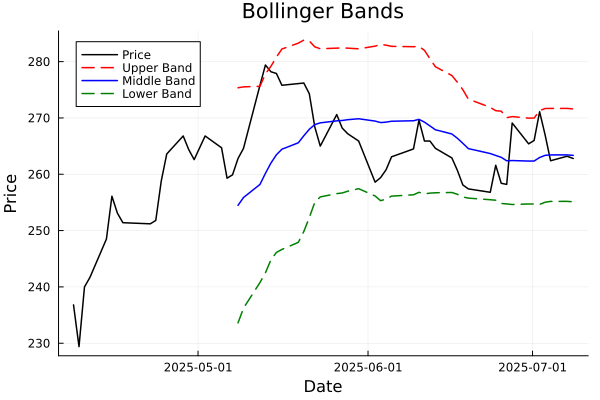 Bollinger Bands
Price
Upper Band
Middle Band
Lower Band
280
270
260
250
240
230
Price
2025-05-01
2025-06-01
2025-07-01
Date